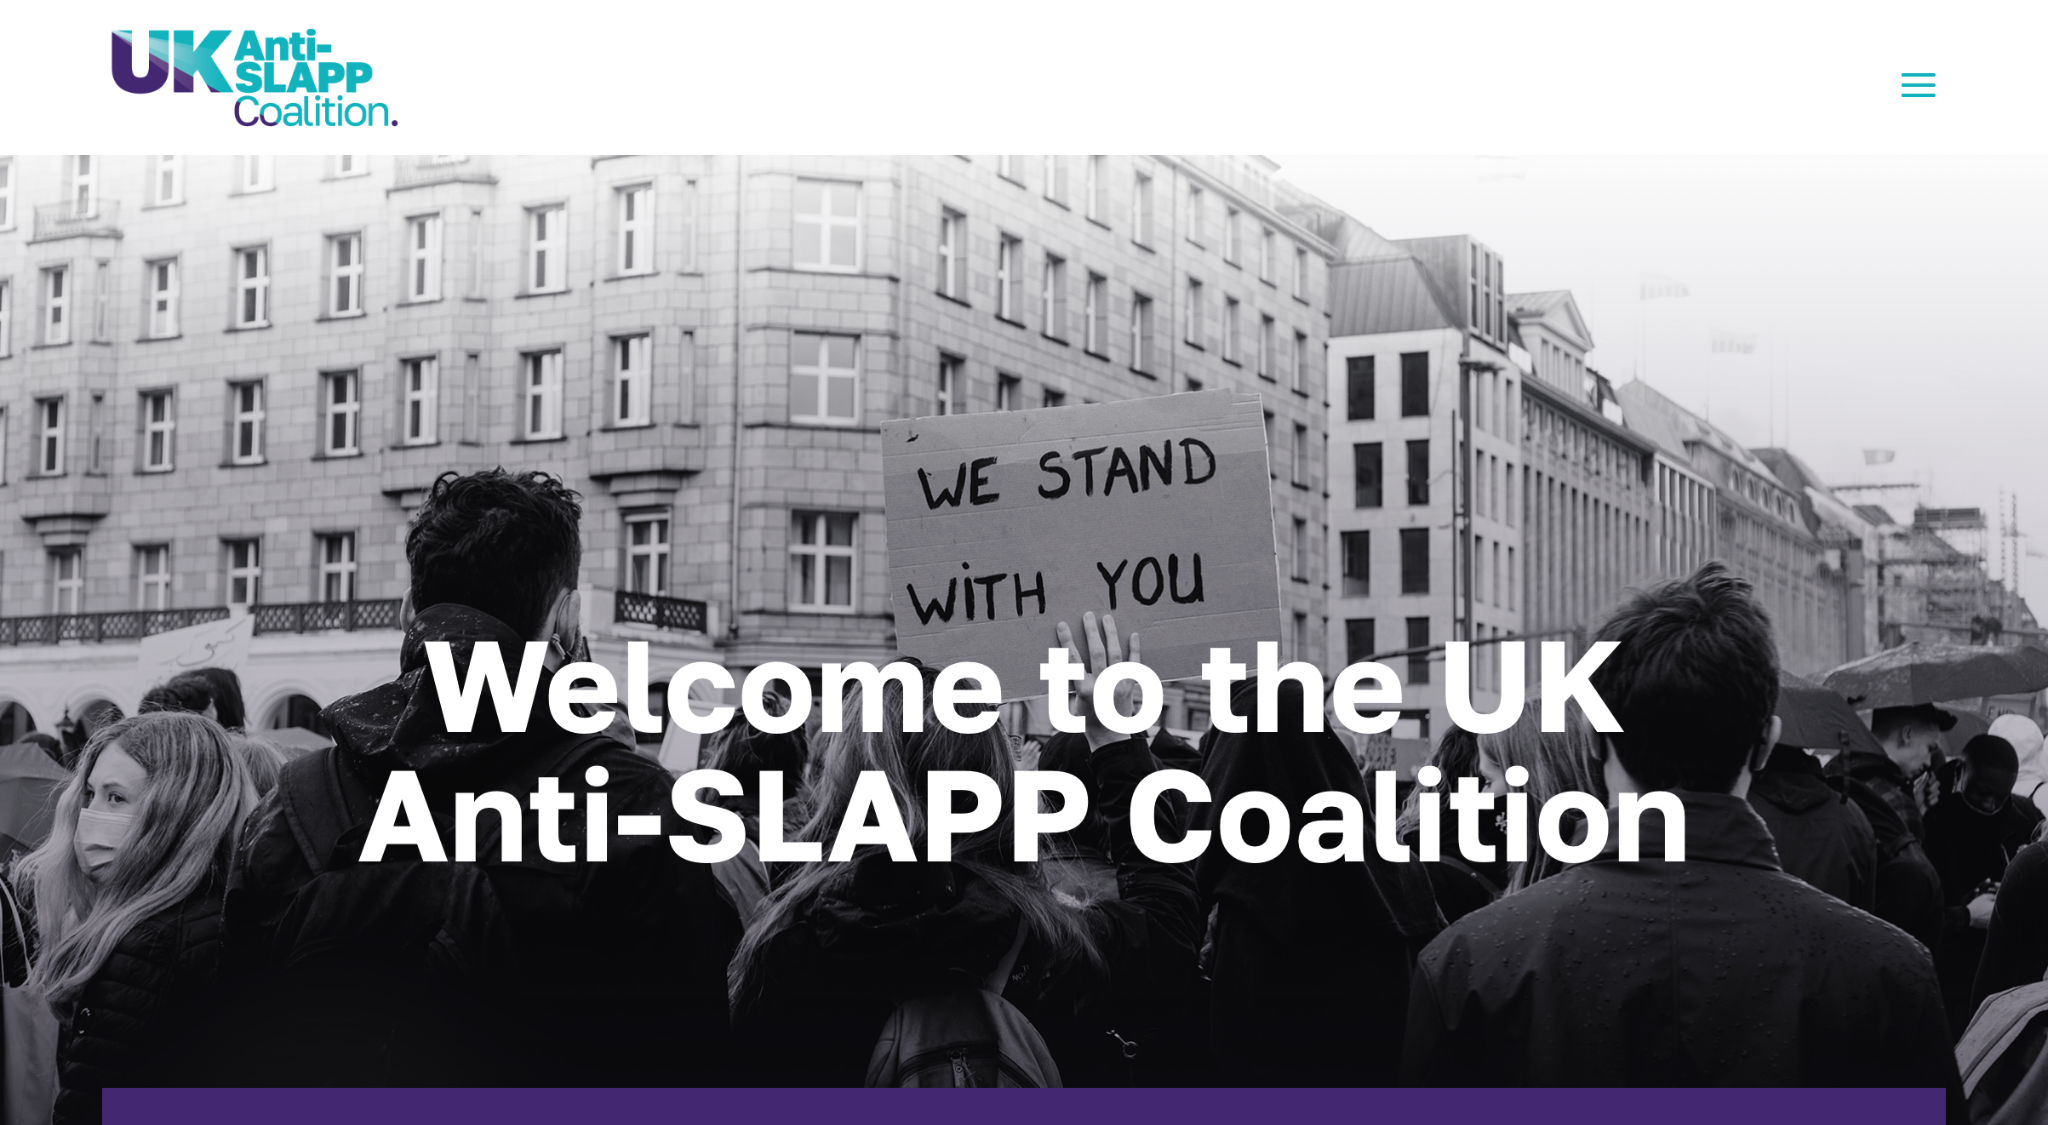 UK Anti-
SLAPP
Coalition.
WE STAND
WiTH YOU
Welcome to the UK
Anti-SLAPP Coalition